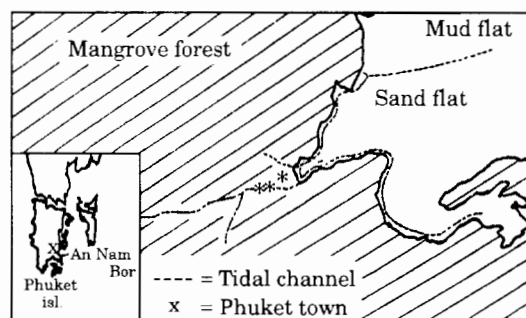 Mangrove forest
Mud flat
Sand flat
***
X
An Nam
Bor
Phuket
isl.
---- = Tidal channel
x = Phuket town